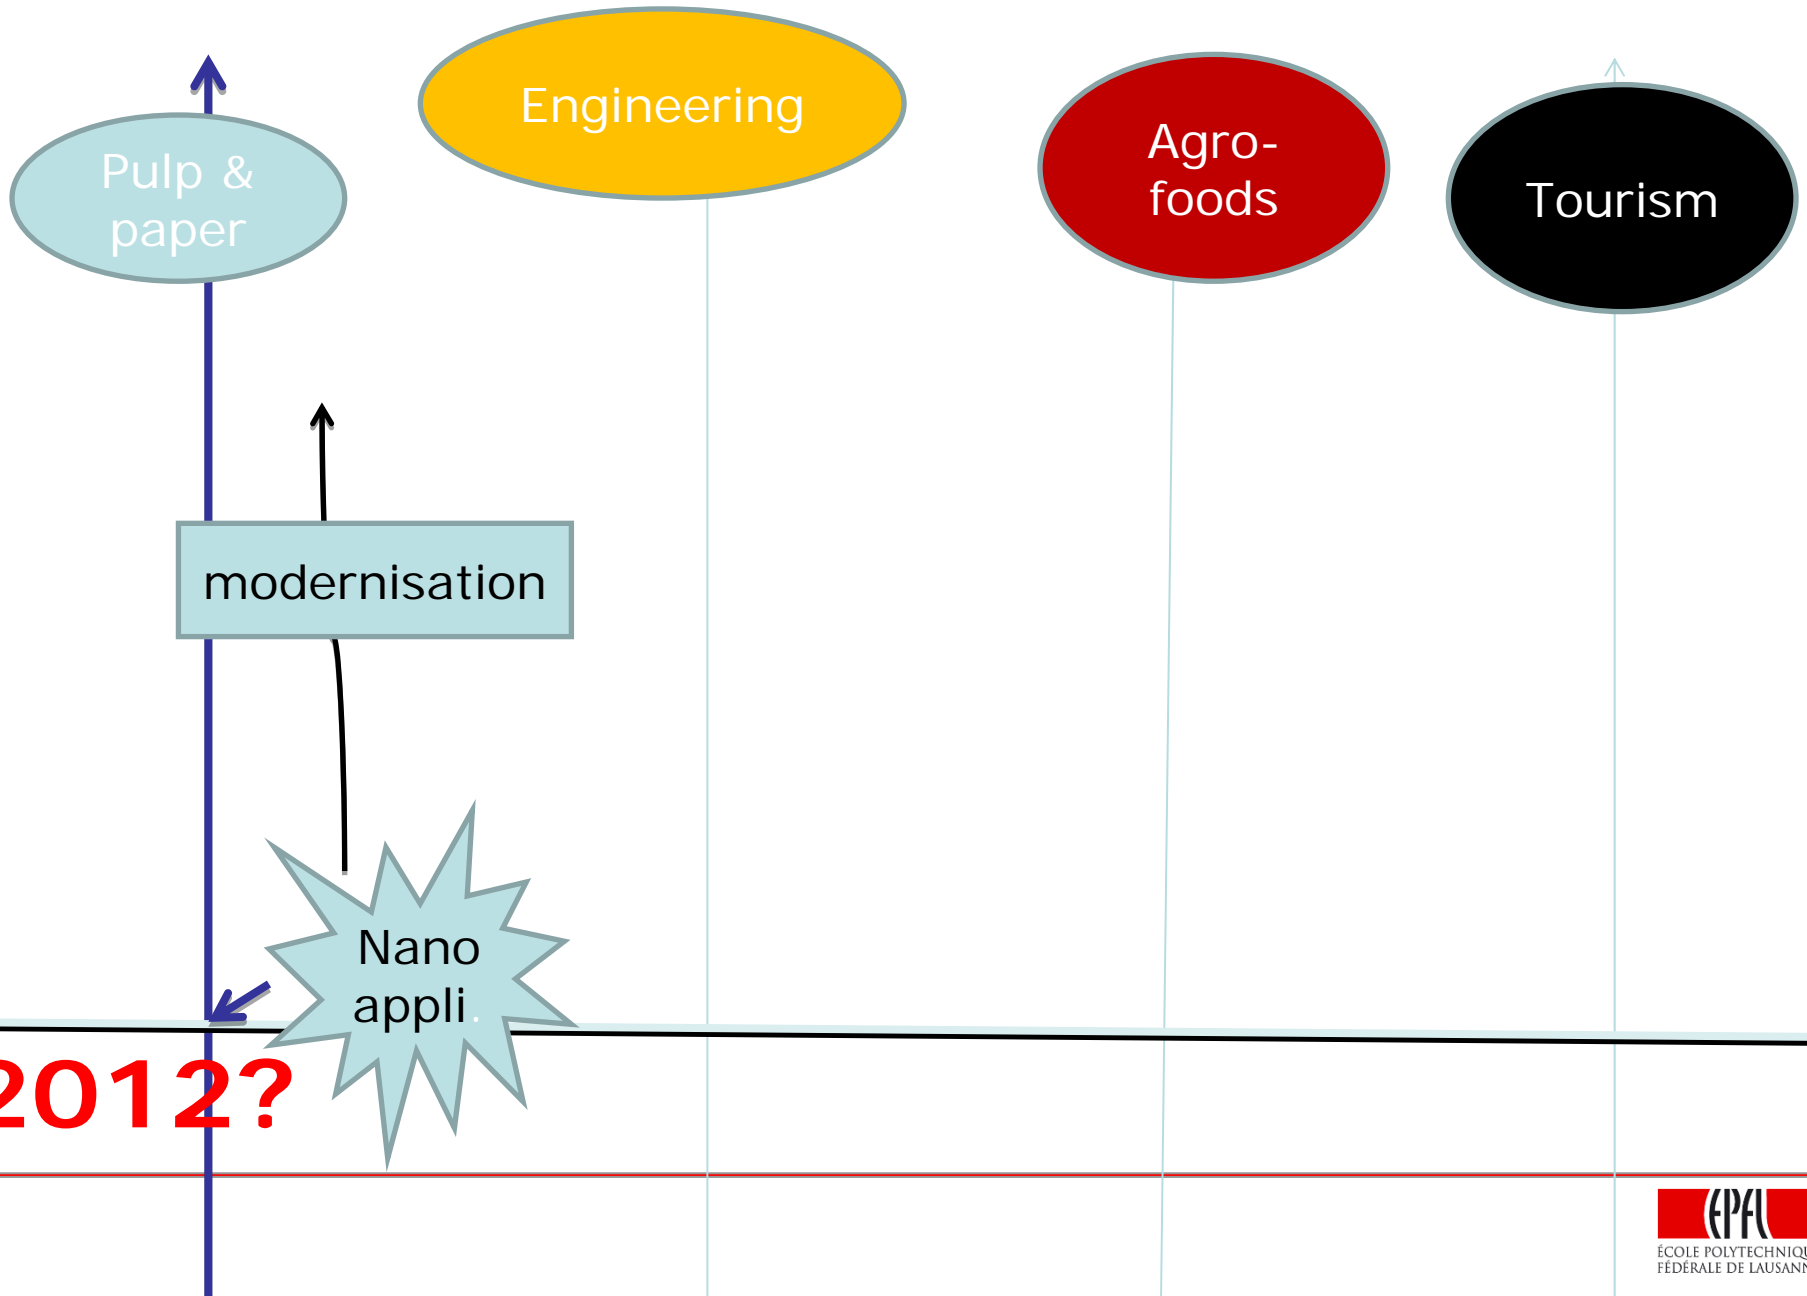 Engineering
Pulp &
paper
Agro-
foods
Tourism
modernisation
Nano
appli.
2012?
EPFL
ÉCOLE POLYTECHNIQU
FÉDÉRALE DE LAUSANN